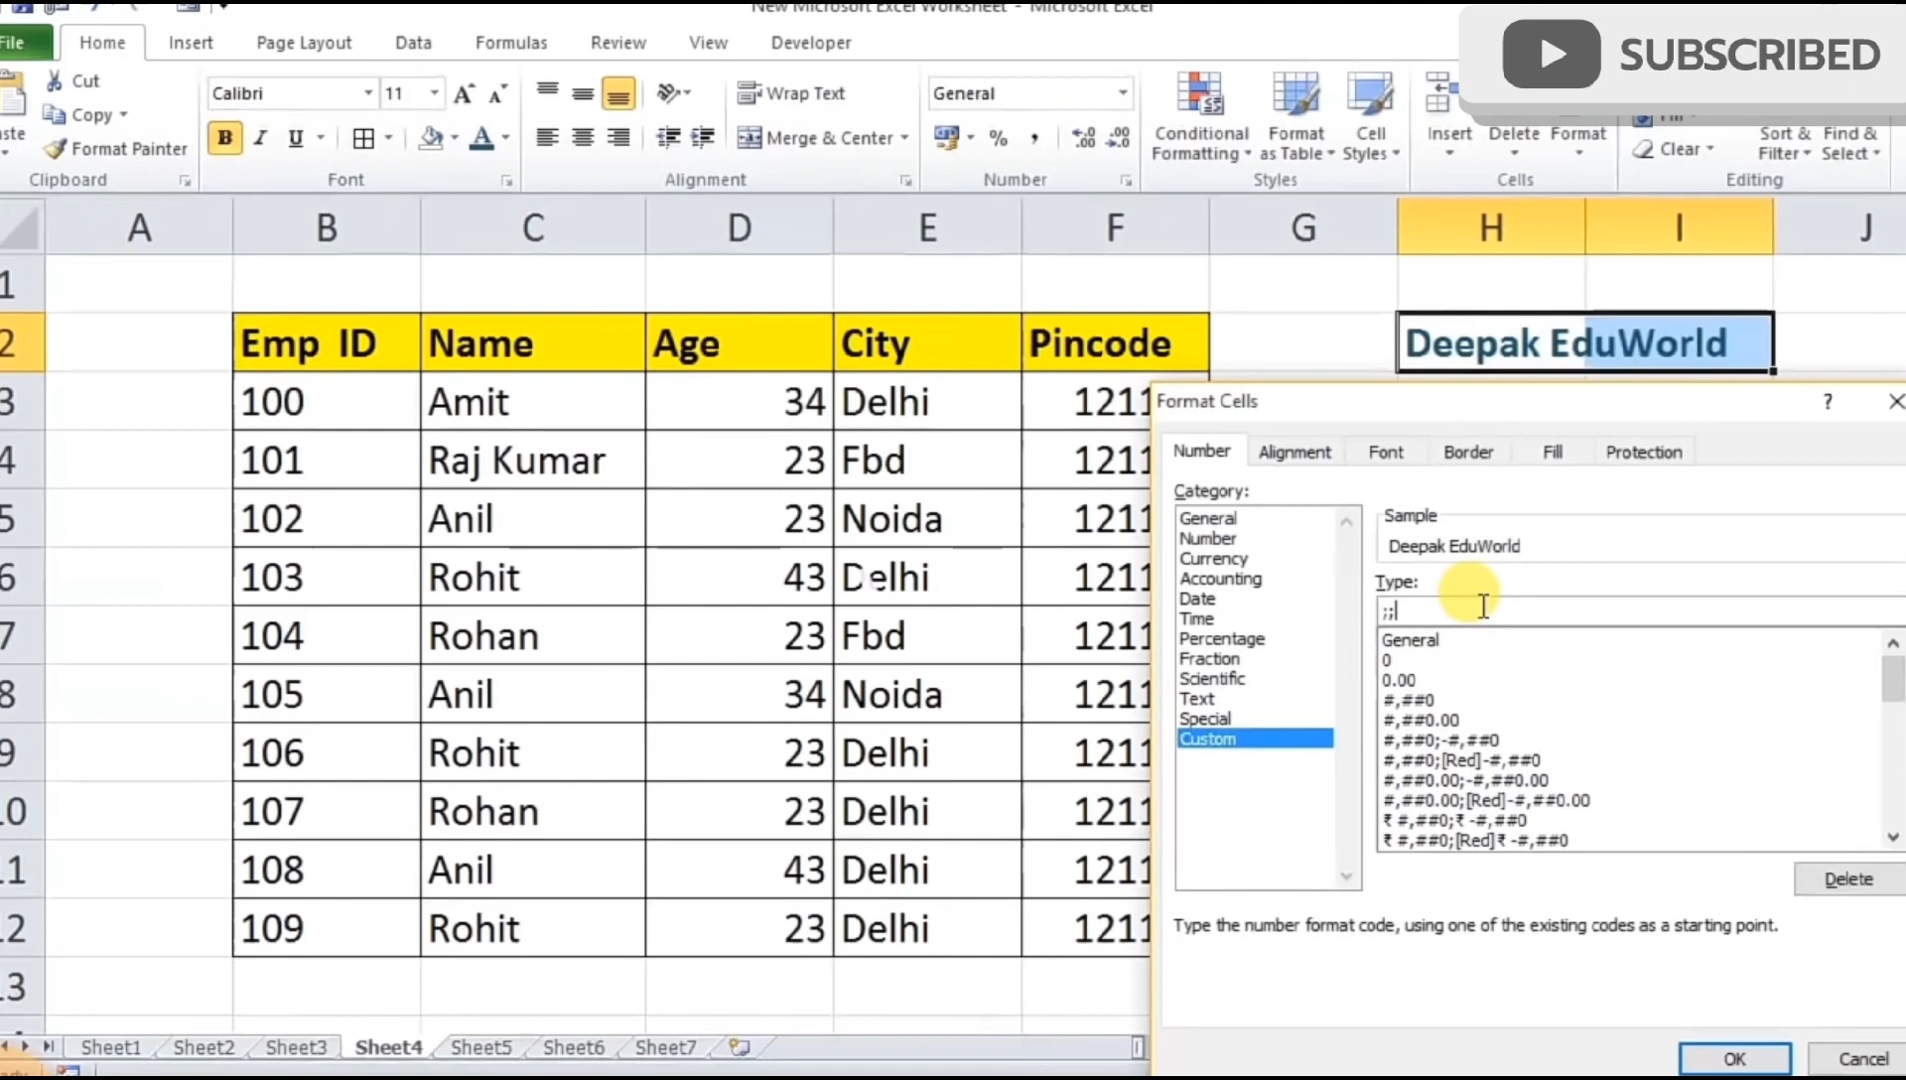 New Microsoft Excel Worksheet - Microsoft Excel
File Home Insert Page Layout Data Formulas Review View Developer
SUBSCRIBED
Cut
Copy
Format Painter
Clipboard
Calibri 11
B I U A
Font
Wrap Text
Merge & Center
Alignment
General
% ,
Number
Conditional Formatting
Format as Table
Cell Styles
Styles
Insert Delete Format
Cells
Clear
Sort & Filter
Find & Select
Editing
A B C D E F G H I J
1
2 Emp ID Name Age City Pincode Deepak EduWorld
3 100 Amit 34 Delhi 1211
4 101 Raj Kumar 23 Fbd 1211
5 102 Anil 23 Noida 1211
6 103 Rohit 43 Delhi 1211
7 104 Rohan 23 Fbd 1211
8 105 Anil 34 Noida 1211
9 106 Rohit 23 Delhi 1211
10 107 Rohan 23 Delhi 1211
11 108 Anil 43 Delhi 1211
12 109 Rohit 23 Delhi 1211
13
Format Cells ?
Number Alignment Font Border Fill Protection
Category:
General
Number
Currency
Accounting
Date
Time
Percentage
Fraction
Scientific
Text
Special
Custom
Sample
Deepak EduWorld
Type:
;;
General
0
0.00
#,##0
#,##0.00
#,##0;-#,##0
#,##0;[Red]-#,##0
#,##0.00;-#,##0.00
#,##0.00;[Red]-#,##0.00
₹ #,##0;₹ -#,##0
₹ #,##0;[Red]₹ -#,##0
Delete
Type the number format code, using one of the existing codes as a starting point.
OK Cancel
Sheet1 Sheet2 Sheet3 Sheet4 Sheet5 Sheet6 Sheet7